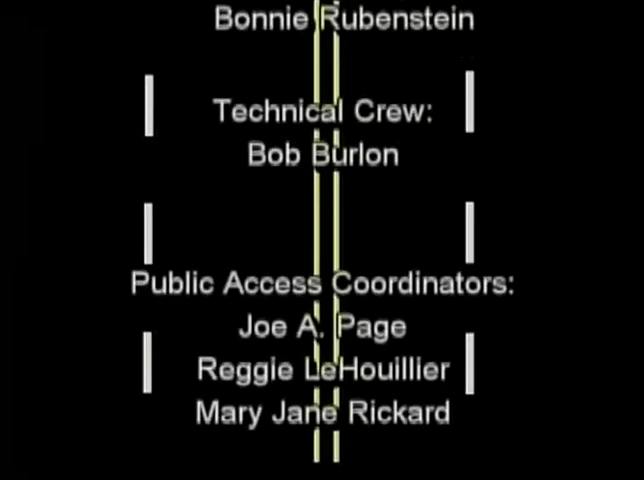 Bonnie Rubenstein
Technical Crew:
Bob Burlon
Public Access Coordinators:
Joe A. Page
Reggie LeHouillier
Mary Jane Rickard